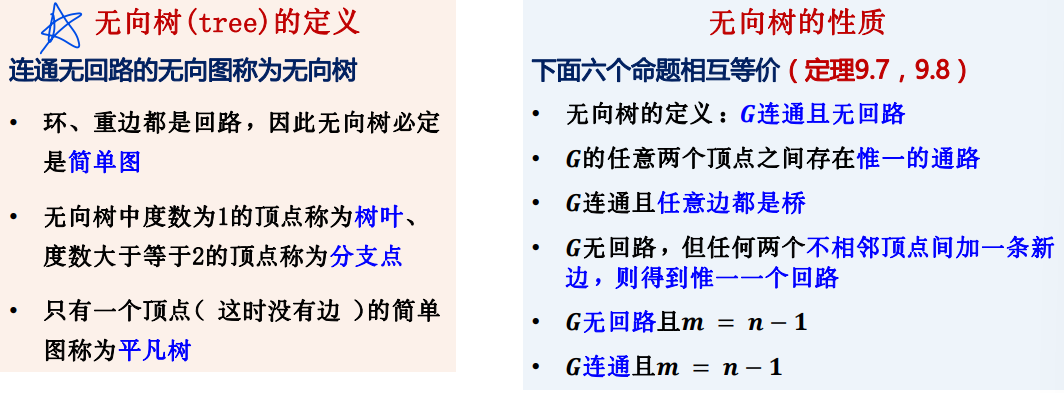 无向树(tree)的定义
连通无回路的无向图称为无向树
• 环、重边都是回路，因此无向树必定
是简单图
• 无向树中度数为1的顶点称为树叶、
度数大于等于2的顶点称为分支点
• 只有一个顶点( 这时没有边 )的简单
图称为平凡树
无向树的性质
下面六个命题相互等价（定理9.7，9.8）
• 无向树的定义：G连通且无回路
• G的任意两个顶点之间存在惟一的通路
• G连通且任意边都是桥
• G无回路，但任何两个不相邻顶点间加一条新
边，则得到惟一一个回路
• G无回路且m = n − 1
• G连通且m = n − 1